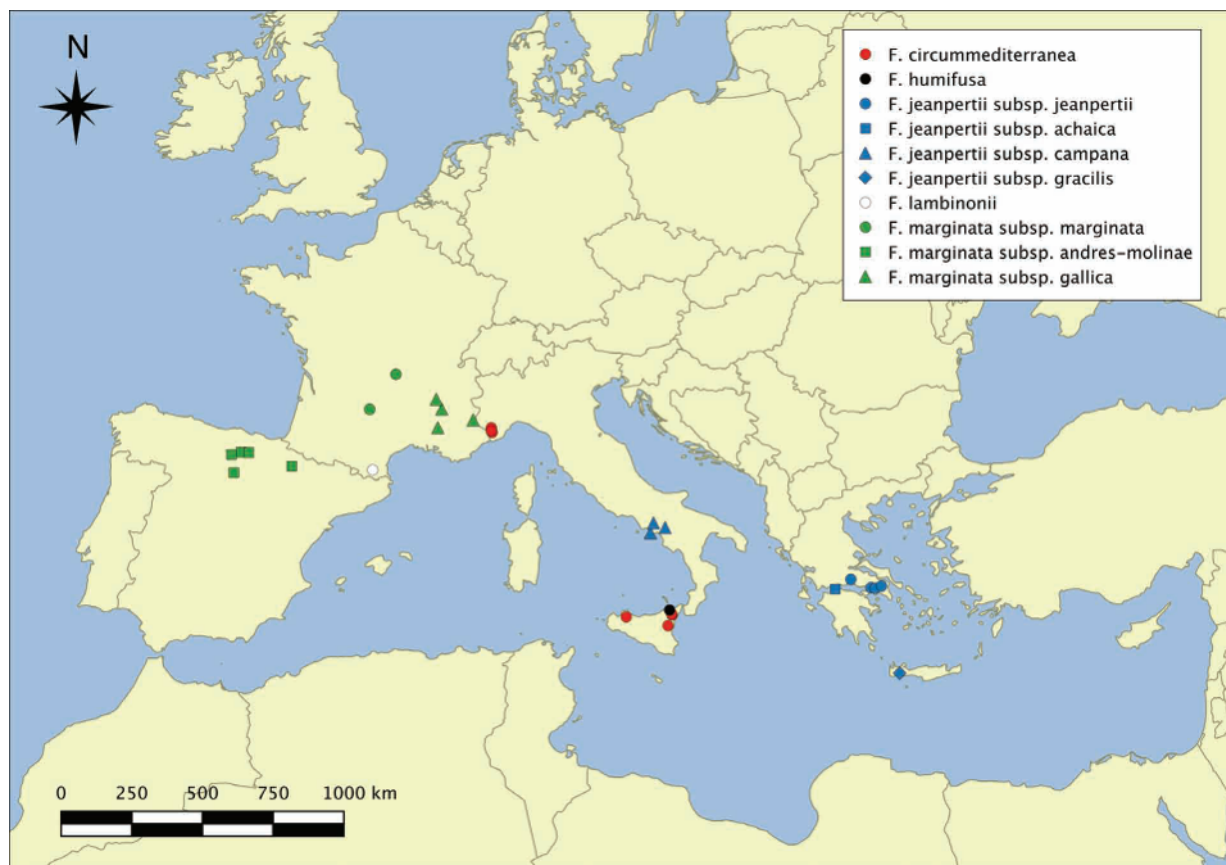 N
F. circummediterranea
F. humifusa
F. jeanpertii subsp. jeanpertii
F. jeanpertii subsp. achaica
F. jeanpertii subsp. campana
F. jeanpertii subsp. gracilis
F. lambinonii
F. marginata subsp. marginata
F. marginata subsp. andres-molinae
F. marginata subsp. gallica
0 250 500 750 1000 km